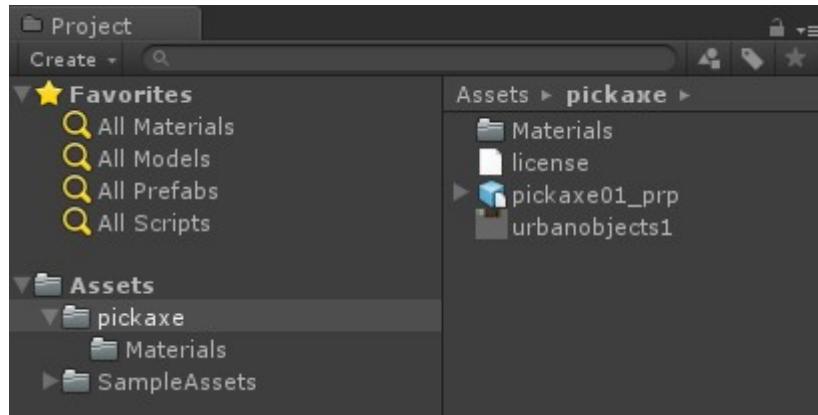 Project
Create
Favorites
All Materials
All Models
All Prefabs
All Scripts
Assets
pickaxe
Materials
SampleAssets
Assets ▸ pickaxe ▸
Materials
license
pickaxe01_prp
urbanobjects1